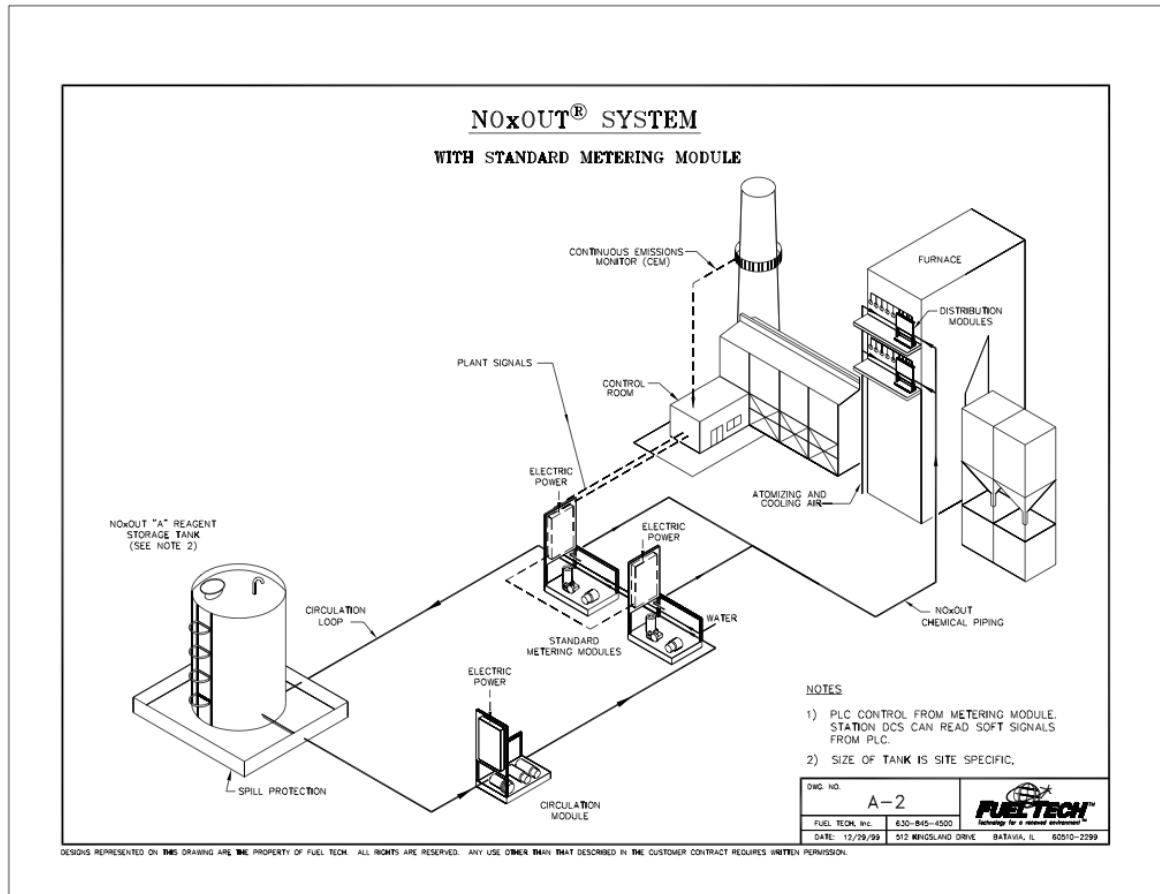 NOxOUT® SYSTEM
WITH STANDARD METERING MODULE
CONTINUOUS EMISSIONS
MONITOR (CEM)
FURNACE
DISTRIBUTION
MODULES
PLANT SIGNALS
CONTROL
ROOM
ELECTRIC
POWER
ATOMIZING AND
COOLING AIR
NOxOUT "A" REAGENT
STORAGE TANK
(SEE NOTE 2)
ELECTRIC
POWER
CIRCULATION
LOOP
WATER
NOxOUT
CHEMICAL PIPING
STANDARD
METERING MODULES
ELECTRIC
POWER
SPILL PROTECTION
CIRCULATION
MODULE
NOTES
1) PLC CONTROL FROM METERING MODULE.
STATION DCS CAN READ SOFT SIGNALS
FROM PLC.
2) SIZE OF TANK IS SITE SPECIFIC.
DWG. NO.
A-2
FUEL TECH™
Technology for a renewed environment™
FUEL TECH, Inc. 630-845-4500
DATE: 12/29/99 512 KINGSLAND DRIVE BATAVIA, IL 60510-2299
DESIGNS REPRESENTED ON THIS DRAWING ARE THE PROPERTY OF FUEL TECH. ALL RIGHTS ARE RESERVED. ANY USE OTHER THAN THAT DESCRIBED IN THE CUSTOMER CONTRACT REQUIRES WRITTEN PERMISSION.